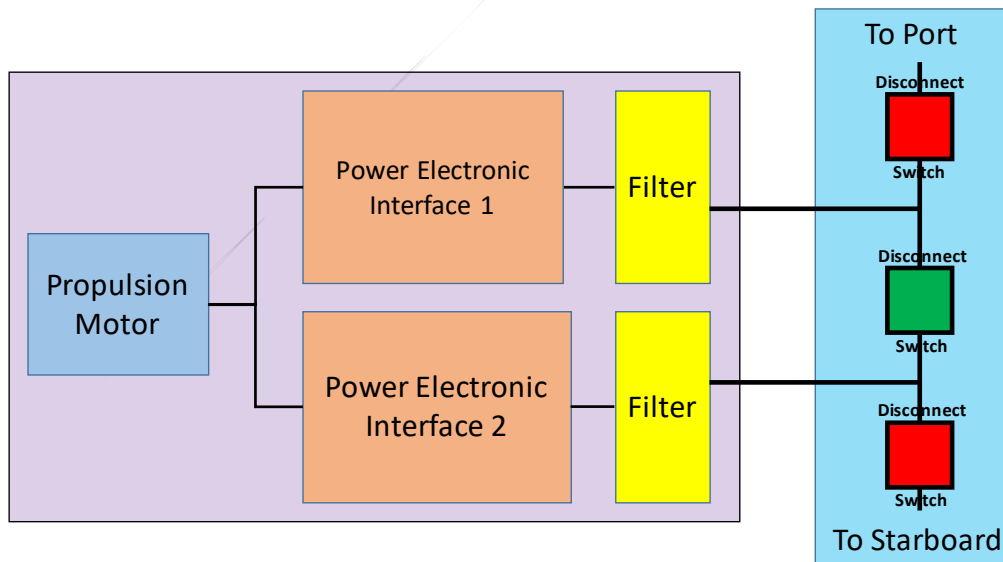 To Port
Disconnect
Switch
Power Electronic
Interface 1
Filter
Disconnect
Switch
Propulsion
Motor
Power Electronic
Interface 2
Filter
Disconnect
Switch
To Starboard